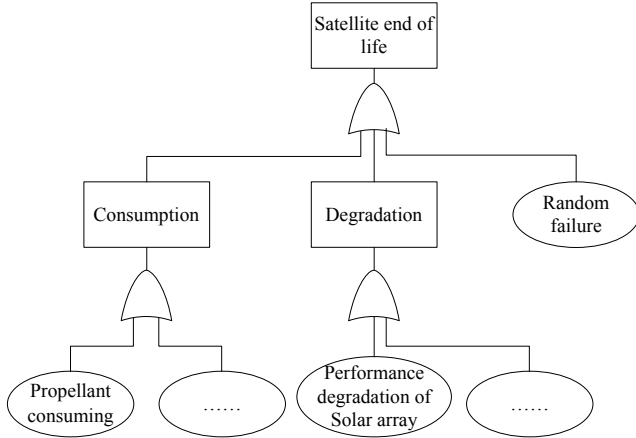 Satellite end of
life
Consumption
Degradation
Random
failure
Propellant
consuming
......
Performance
degradation of
Solar array
......